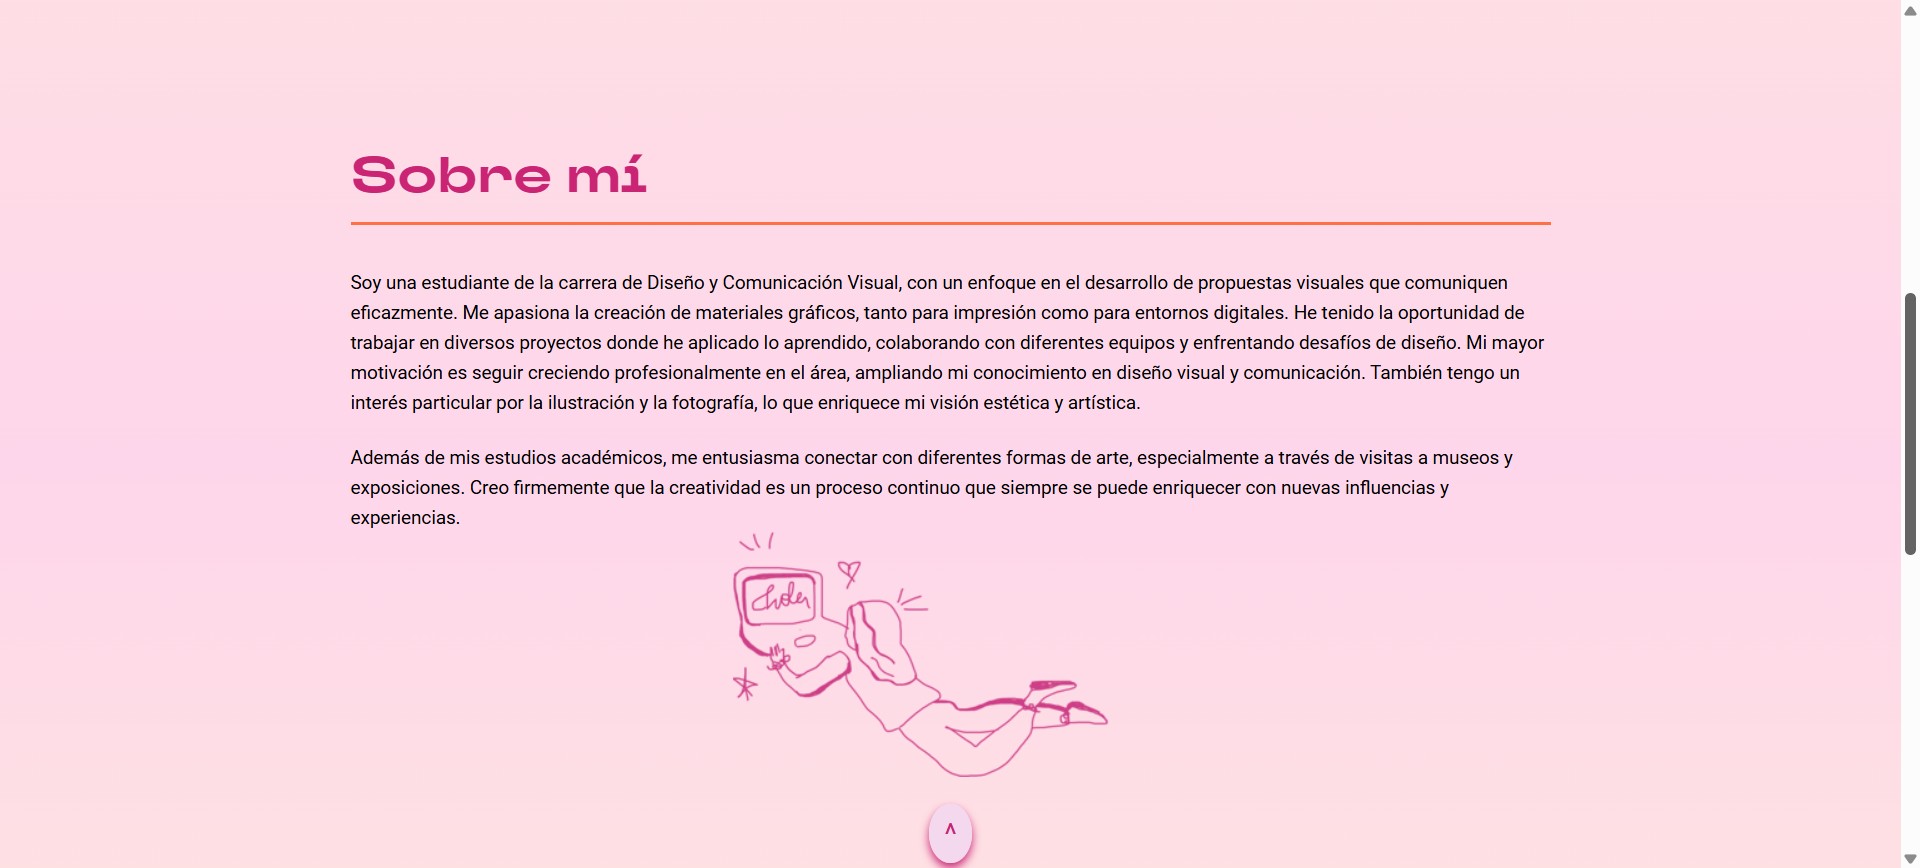 Sobre mí
Soy una estudiante de la carrera de Diseño y Comunicación Visual, con un enfoque en el desarrollo de propuestas visuales que comuniquen
eficazmente. Me apasiona la creación de materiales gráficos, tanto para impresión como para entornos digitales. He tenido la oportunidad de
trabajar en diversos proyectos donde he aplicado lo aprendido, colaborando con diferentes equipos y enfrentando desafíos de diseño. Mi mayor
motivación es seguir creciendo profesionalmente en el área, ampliando mi conocimiento en diseño visual y comunicación. También tengo un
interés particular por la ilustración y la fotografía, lo que enriquece mi visión estética y artística.
Además de mis estudios académicos, me entusiasma conectar con diferentes formas de arte, especialmente a través de visitas a museos y
exposiciones. Creo firmemente que la creatividad es un proceso continuo que siempre se puede enriquecer con nuevas influencias y
experiencias.
^